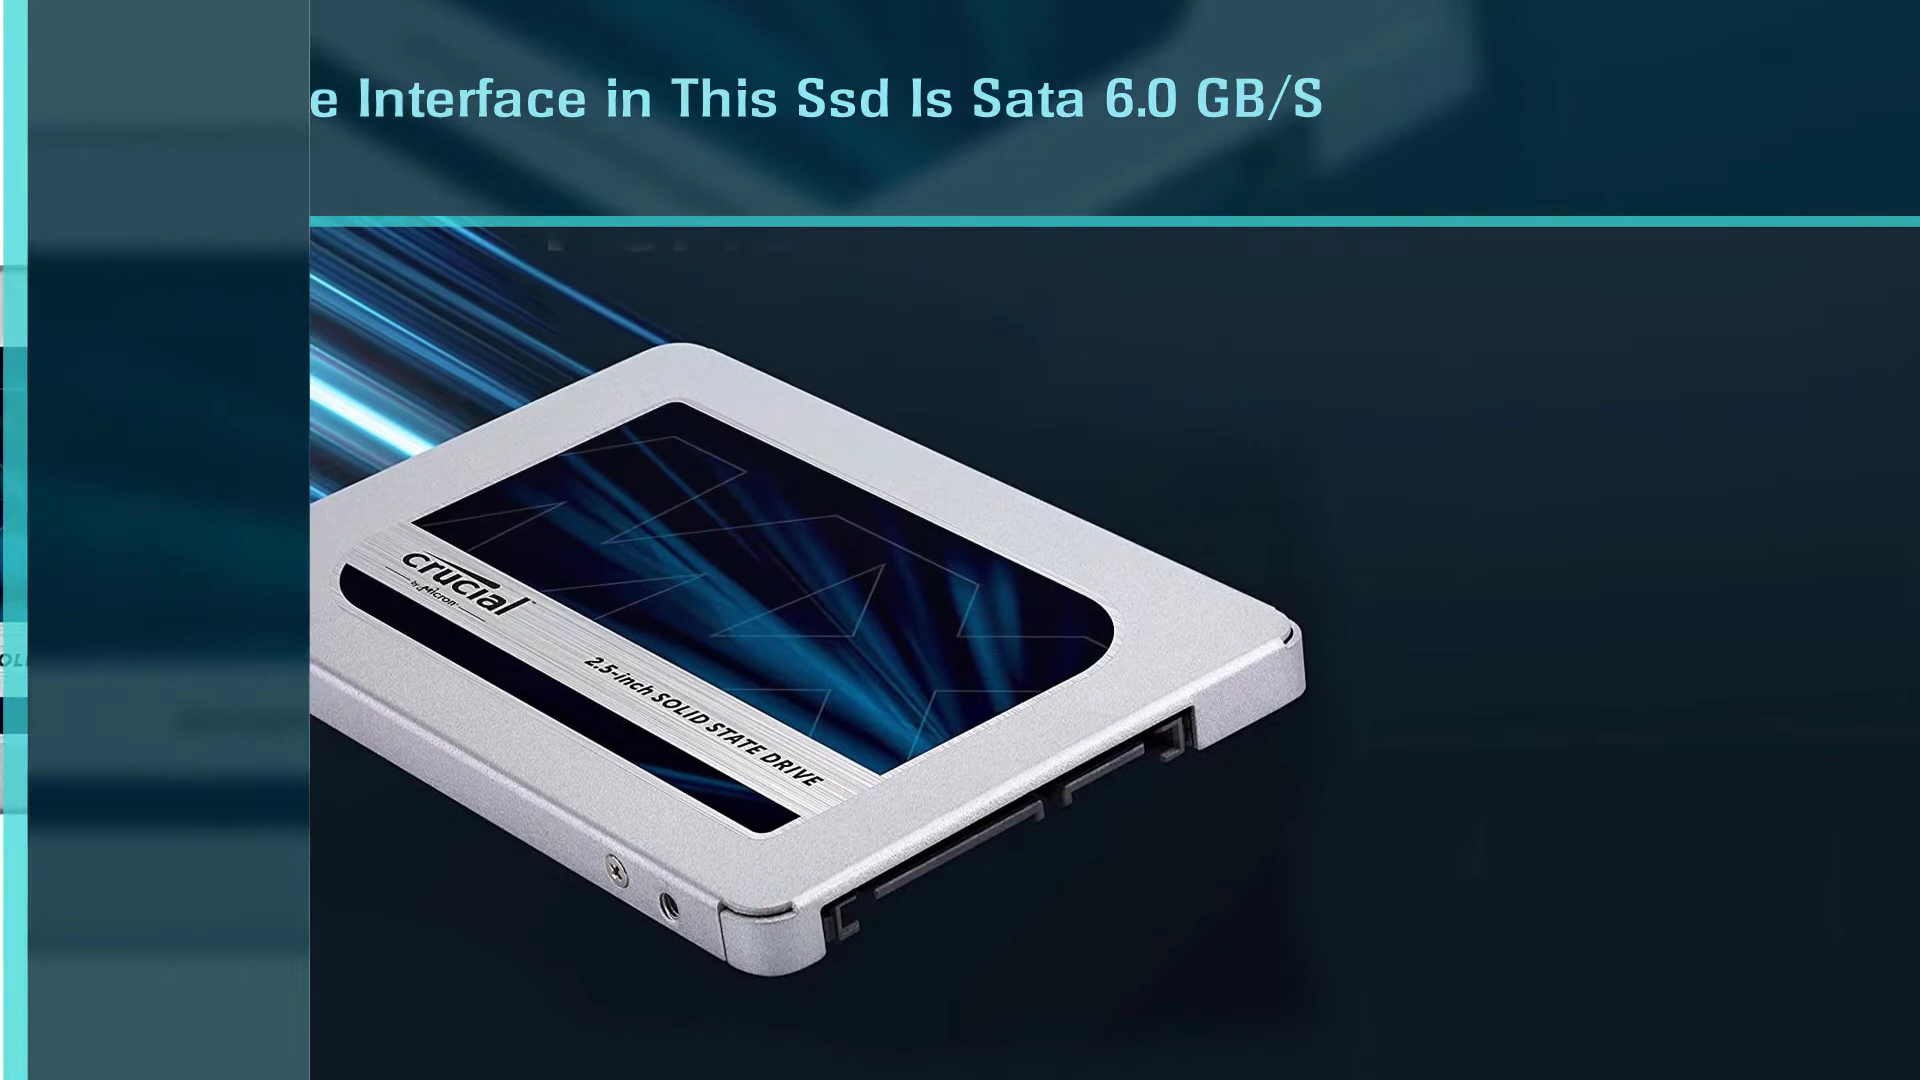 e Interface in This Ssd Is Sata 6.0 GB/S
crucial
by Micron
2.5-inch SOLID STATE DRIVE